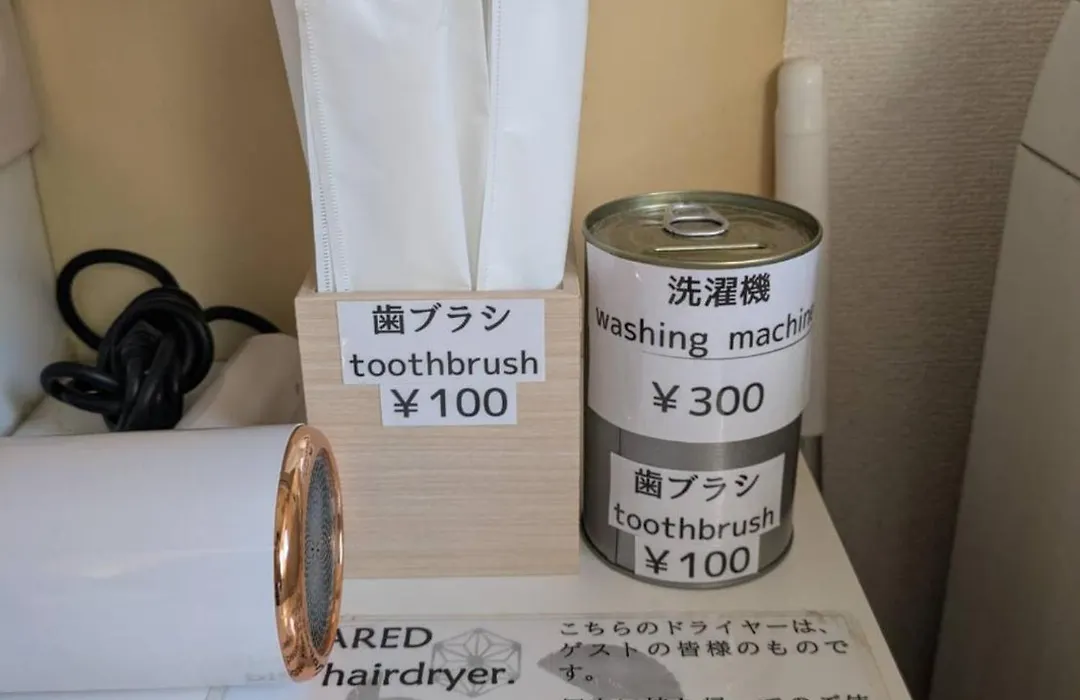 歯ブラシ
toothbrush
￥100
洗濯機
washing machin
￥300
歯ブラシ
toothbrush
￥100
ARED
hairdryer.
こちらのドライヤーは、
ゲストの皆様のもので
す。